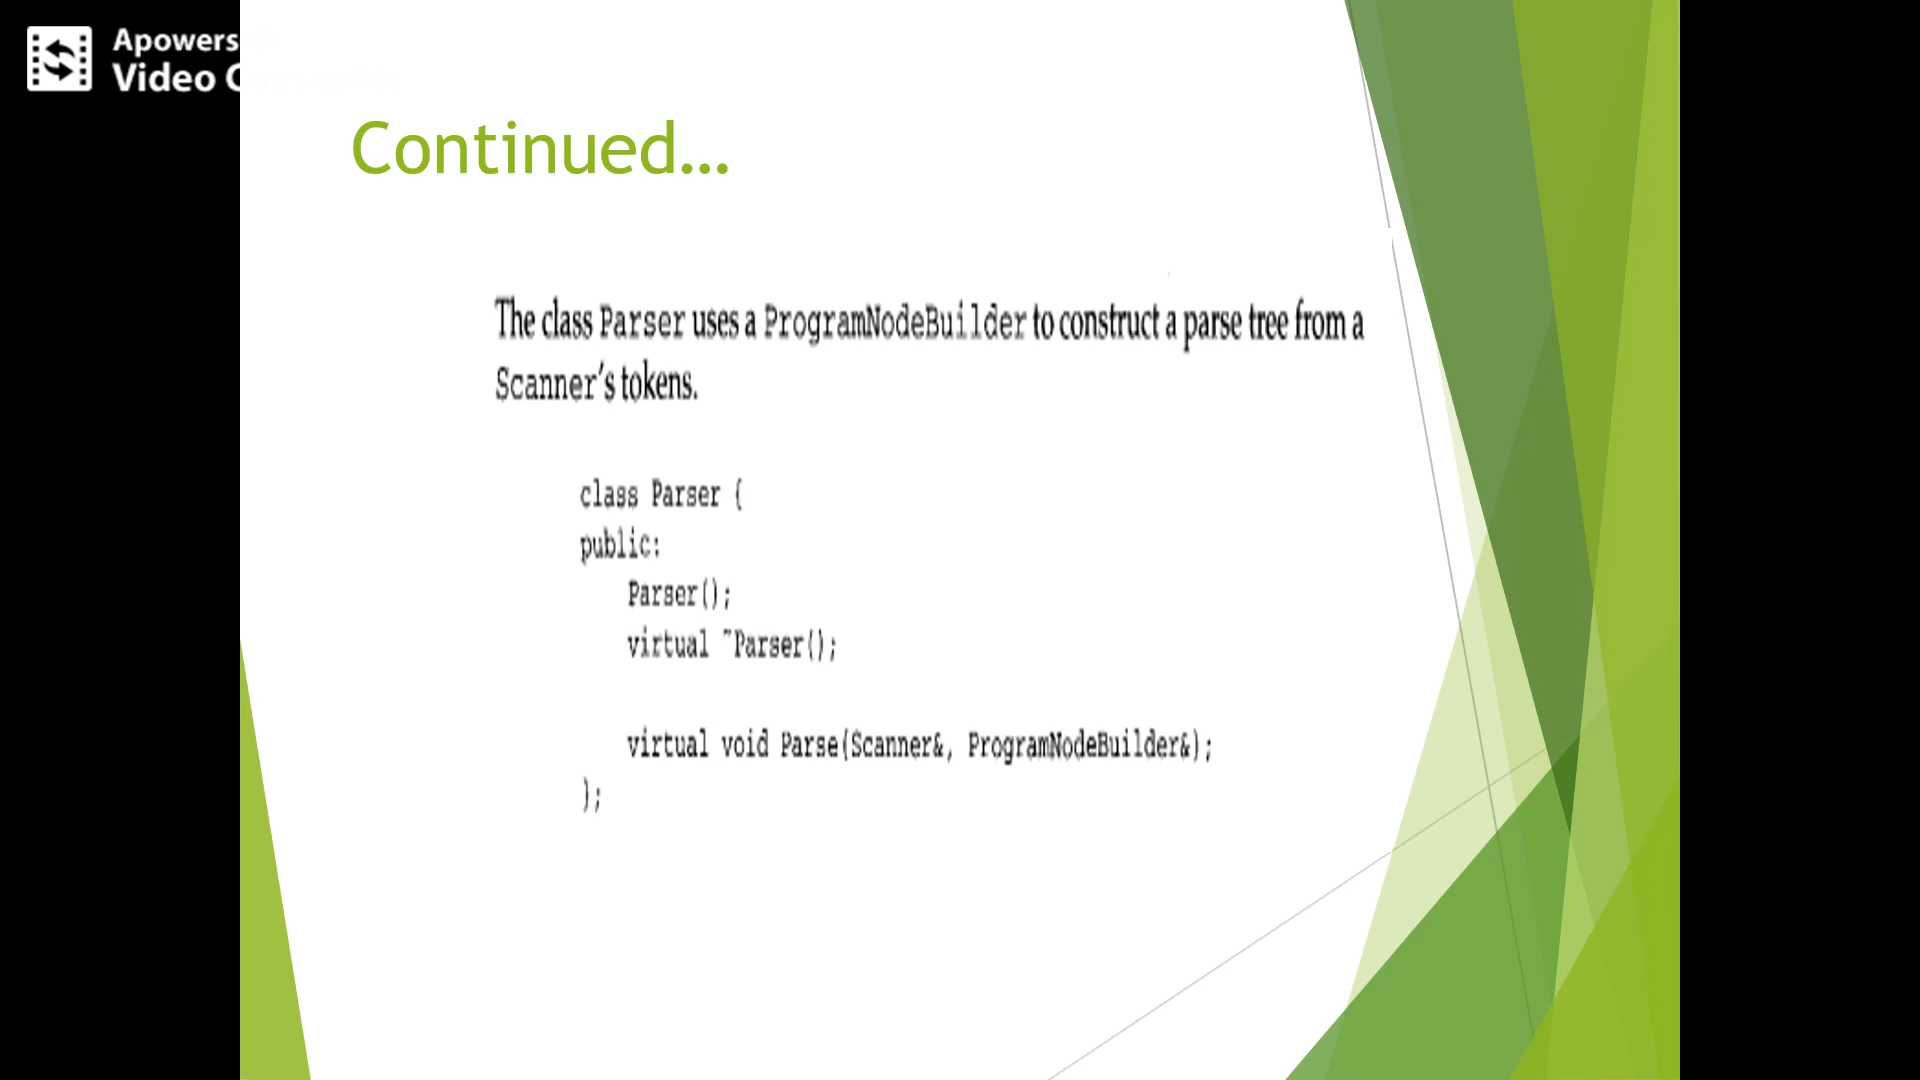 Apowers
Video C
Continued...
The class Parser uses a ProgramNodeBuilder to construct a parse tree from a
Scanner's tokens.
class Parser {
public:
Parser();
virtual ~Parser();
virtual void Parse(Scanner&, ProgramNodeBuilder&);
};